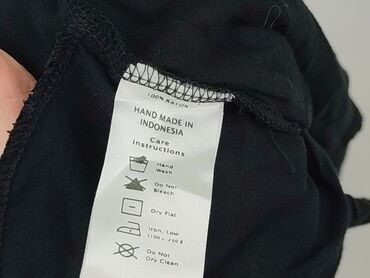 100% RAYON
HAND MADE IN
INDONESIA
Care
Instructions
Hand
Wash
Do Not
Bleach
Dry Flat
Iron, Low
Do Not
Dry Clean